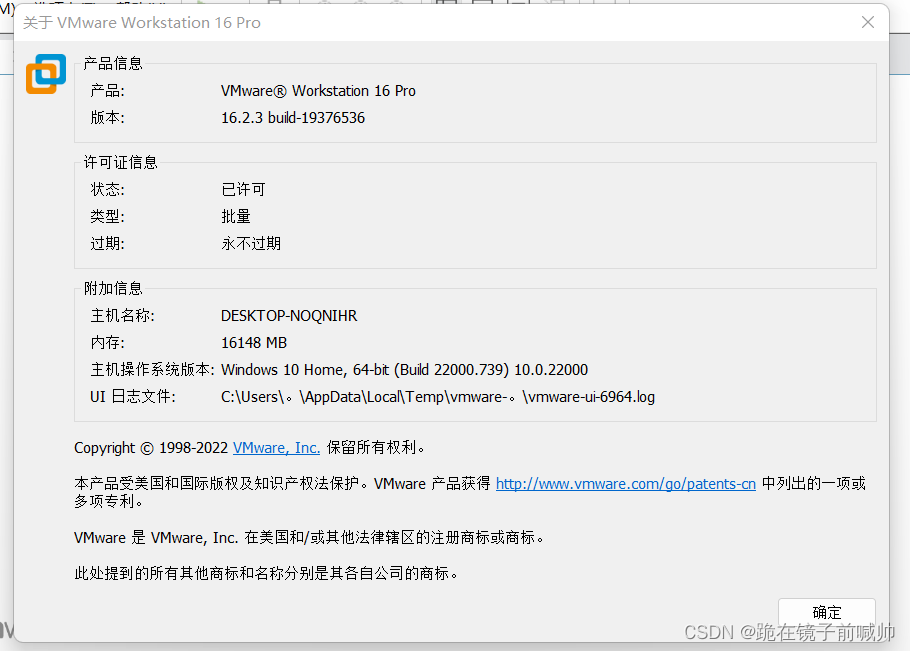 关于 VMware Workstation 16 Pro
产品信息
产品: VMware® Workstation 16 Pro
版本: 16.2.3 build-19376536
许可证信息
状态: 已许可
类型: 批量
过期: 永不过期
附加信息
主机名称: DESKTOP-NOQNIHR
内存: 16148 MB
主机操作系统版本: Windows 10 Home, 64-bit (Build 22000.739) 10.0.22000
UI 日志文件: C:\Users\。\AppData\Local\Temp\vmware-。\vmware-ui-6964.log
Copyright © 1998-2022 VMware, Inc. 保留所有权利。
本产品受美国和国际版权及知识产权法保护。VMware 产品获得 http://www.vmware.com/go/patents-cn 中列出的一项或
多项专利。
VMware 是 VMware, Inc. 在美国和/或其他法律辖区的注册商标或商标。
此处提到的所有其他商标和名称分别是其各自公司的商标。
确定
CSDN @跪在镜子前喊帅